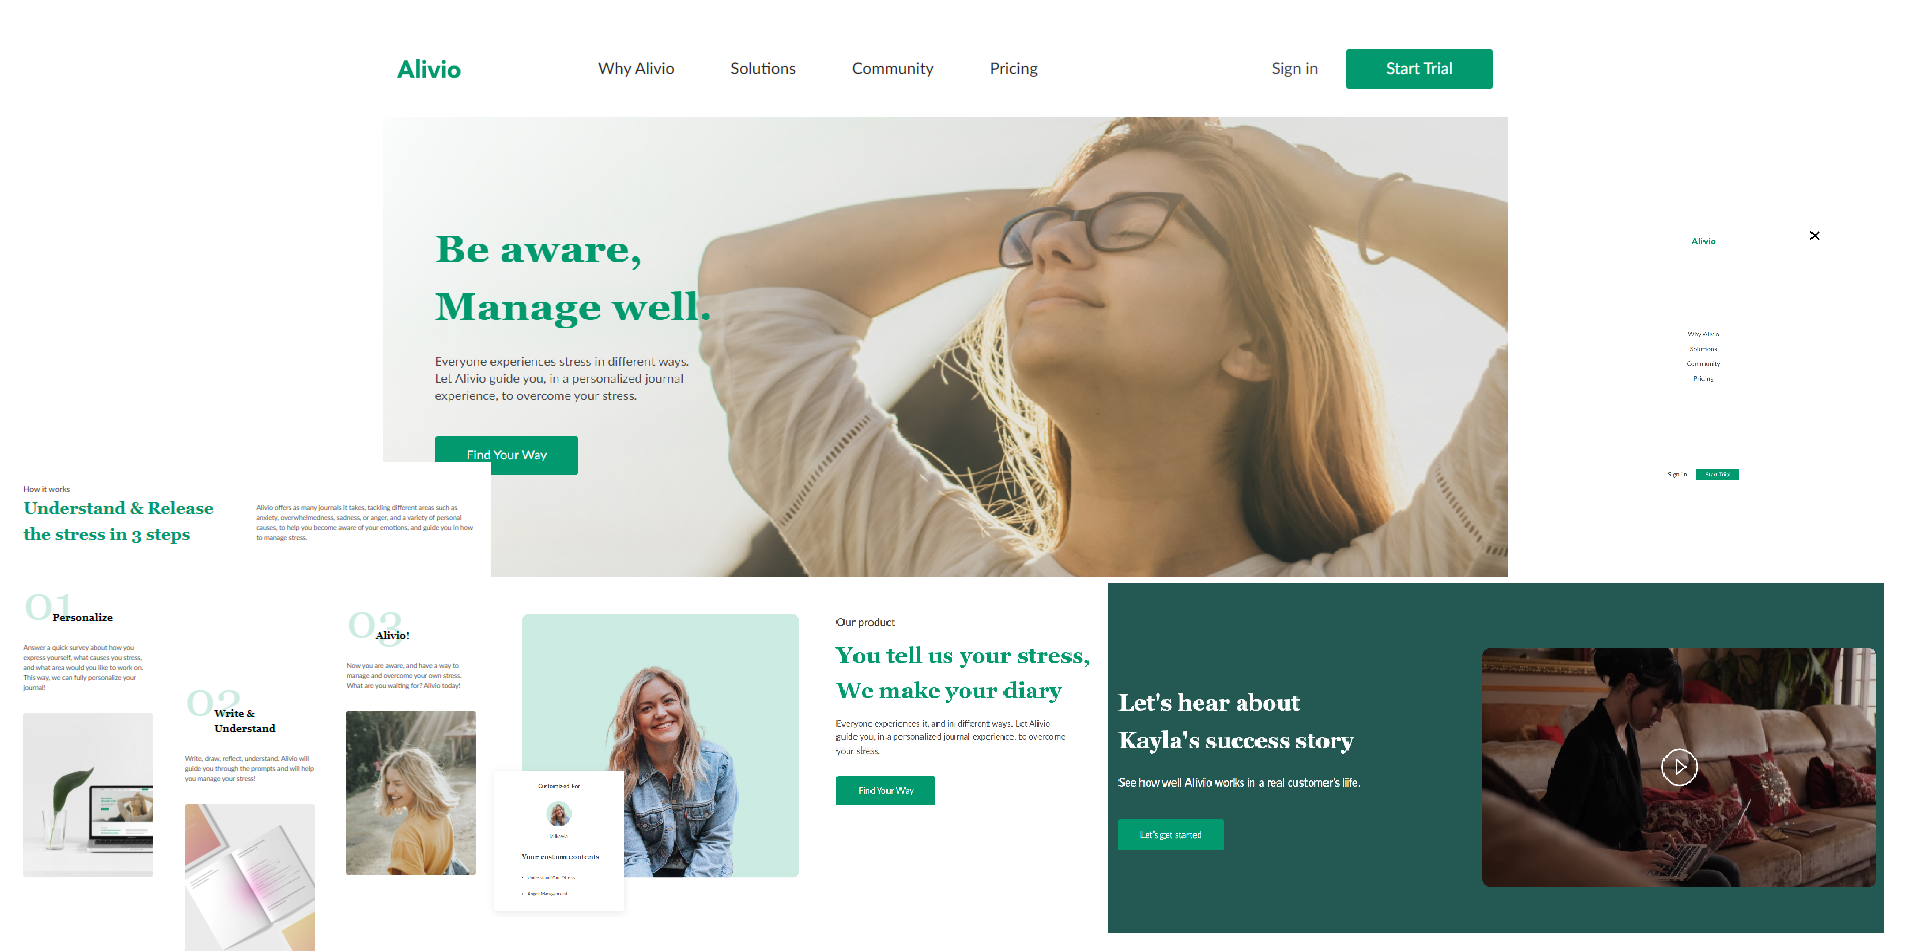 Alivio
Why Alivio
Solutions
Community
Pricing
Sign in
Start Trial
Be aware,
Manage well.
Everyone experiences stress in different ways.
Let Alivio guide you, in a personalized journal
experience, to overcome your stress.
Find Your Way
Alivio
Why Alivio
Solutions
Community
Pricing
Sign in
Start Trial
How it works
Understand & Release
the stress in 3 steps
Alivio offers as many journals it takes, tackling different areas such as
anxiety, overwhelmedness, sadness, or anger, and a variety of personal
causes, to help you become aware of your emotions, and guide you in how
to manage stress.
01
Personalize
Answer a quick survey about how you
express yourself, what causes you stress,
and what area would you like to work on.
This way, we can fully personalize your
journal!
02
Write &
Understand
Write, draw, reflect, understand. Alivio will
guide you through the prompts and will help
you manage your stress!
03
Alivio!
Now you are aware, and have a way to
manage and overcome your own stress.
What are you waiting for? Alivio today!
Customized For
Your custom contents
Our product
You tell us your stress,
We make your diary
Everyone experiences it, and in different ways. Let Alivio
guide you, in a personalized journal experience, to overcome
your stress.
Find Your Way
Let's hear about
Kayla's success story
See how well Alivio works in a real customer's life.
Let's get started